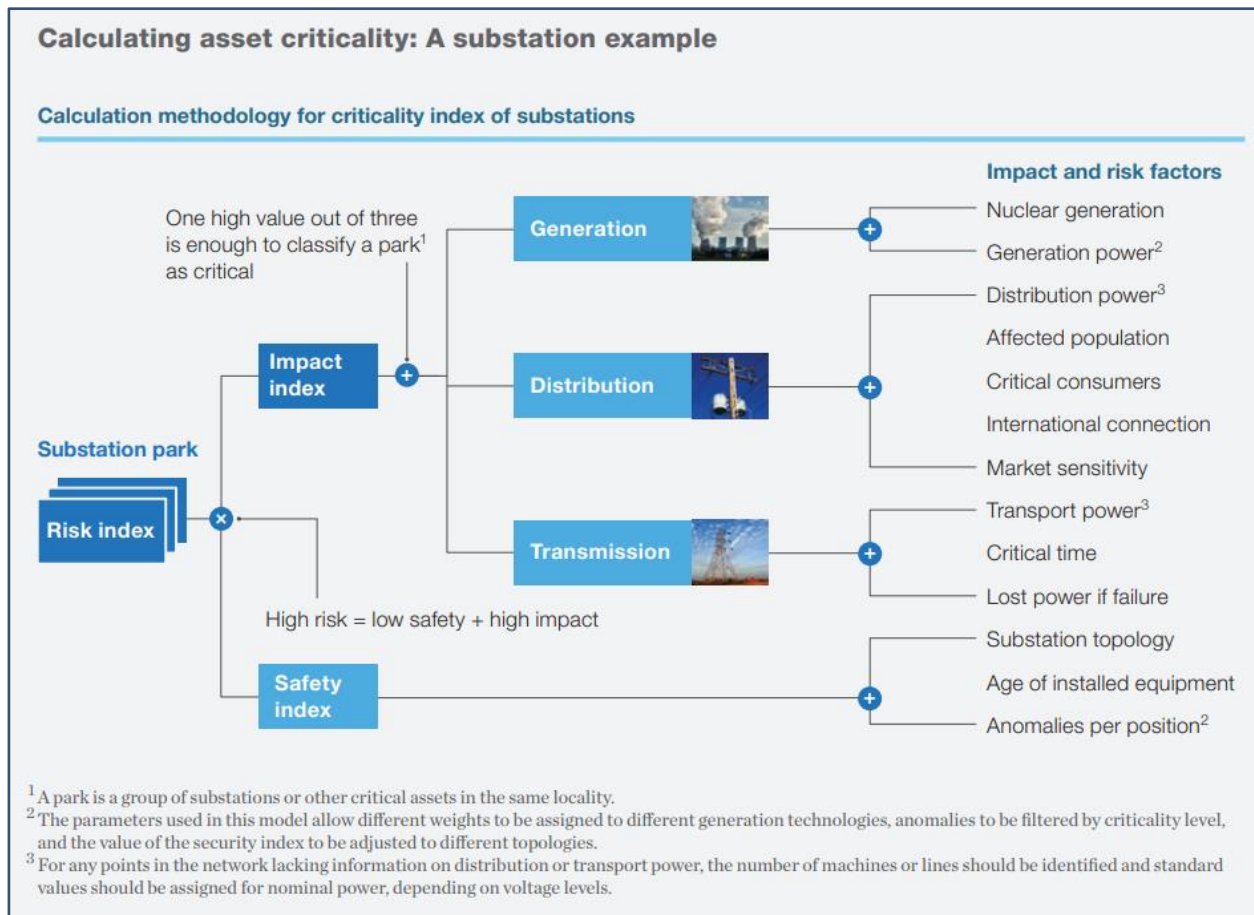 Calculating asset criticality: A substation example
Calculation methodology for criticality index of substations
Impact and risk factors
One high value out of three
is enough to classify a park¹
as critical
Generation
Nuclear generation
+
Generation power²
Distribution power³
Affected population
Impact
index
+
Distribution
+
Critical consumers
International connection
Market sensitivity
Substation park
Risk index
×
Transmission
Transport power³
+
Critical time
Lost power if failure
High risk = low safety + high impact
Safety
index
Substation topology
+
Age of installed equipment
Anomalies per position²
¹ A park is a group of substations or other critical assets in the same locality.
² The parameters used in this model allow different weights to be assigned to different generation technologies, anomalies to be filtered by criticality level,
and the value of the security index to be adjusted to different topologies.
³ For any points in the network lacking information on distribution or transport power, the number of machines or lines should be identified and standard
values should be assigned for nominal power, depending on voltage levels.